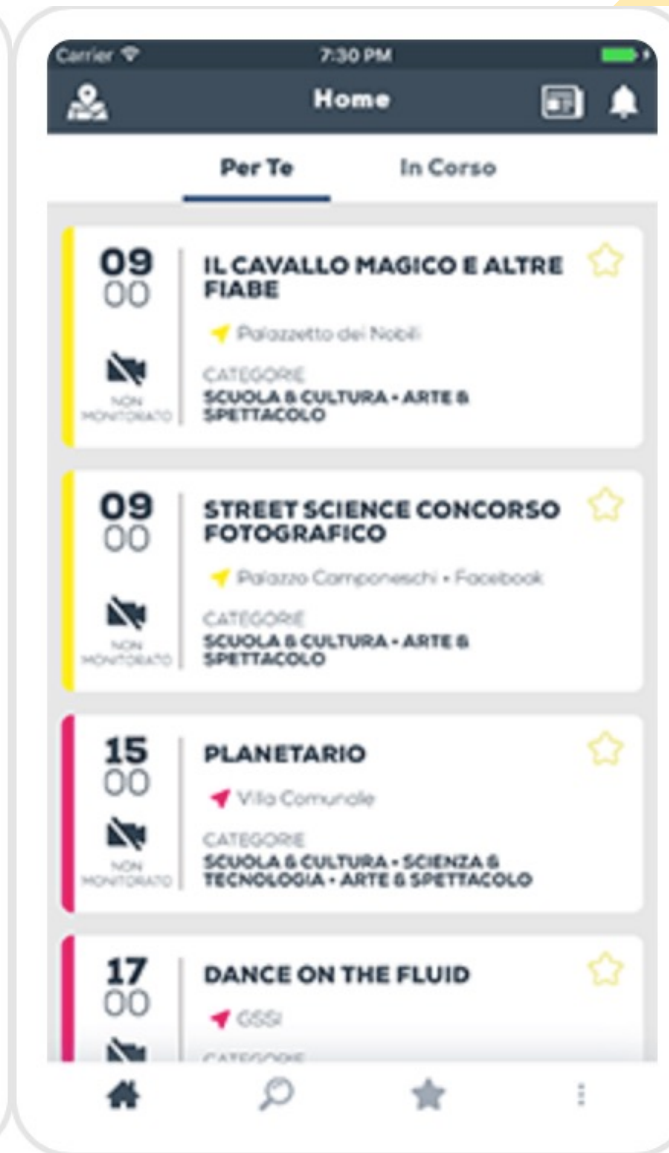 Carrier 7:30 PM
Home
Per Te In Corso
09
00
IL CAVALLO MAGICO E ALTRE
FIABE
Palazzetto dei Nobili
NON
MONITORATO
CATEGORIE
SCUOLA & CULTURA • ARTE &
SPETTACOLO
09
00
STREET SCIENCE CONCORSO
FOTOGRAFICO
Palazzo Camponeschi • Facebook
NON
MONITORATO
CATEGORIE
SCUOLA & CULTURA • ARTE &
SPETTACOLO
15
00
PLANETARIO
Villa Comunale
NON
MONITORATO
CATEGORIE
SCUOLA & CULTURA • SCIENZA &
TECNOLOGIA • ARTE & SPETTACOLO
17
00
DANCE ON THE FLUID
GSSI
CATEGORIE